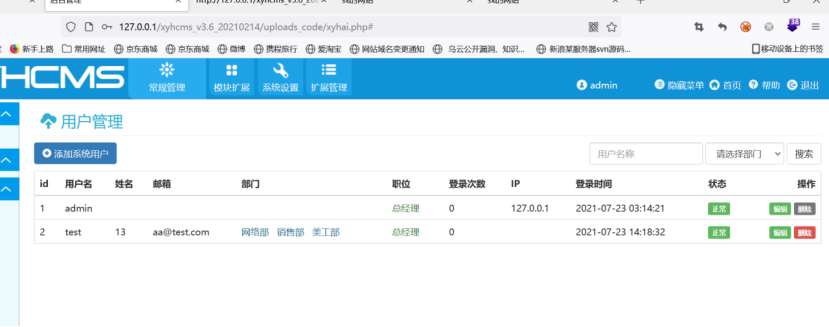 后台管理
我的网站
我的网站
127.0.0.1/xyhcms_v3.6_20210214/uploads_code/xyhai.php#
38
新手上路 常用网址 京东商城 京东商城 微博 携程旅行 爱淘宝 网站域名变更通知 乌云公开漏洞、知识... 新浪某服务器svn源码... 移动设备上的书签
HCMS
常规管理 模块扩展 系统设置 扩展管理
admin 隐藏菜单 首页 帮助 退出
用户管理
添加系统用户 用户名称 请选择部门 搜索
id 用户名 姓名 邮箱 部门 职位 登录次数 IP 登录时间 状态 操作
1 admin 总经理 0 127.0.0.1 2021-07-23 03:14:21 正常 编辑 删除
2 test 13 aa@test.com 网络部 销售部 美工部 总经理 0 2021-07-23 14:18:32 正常 编辑 删除